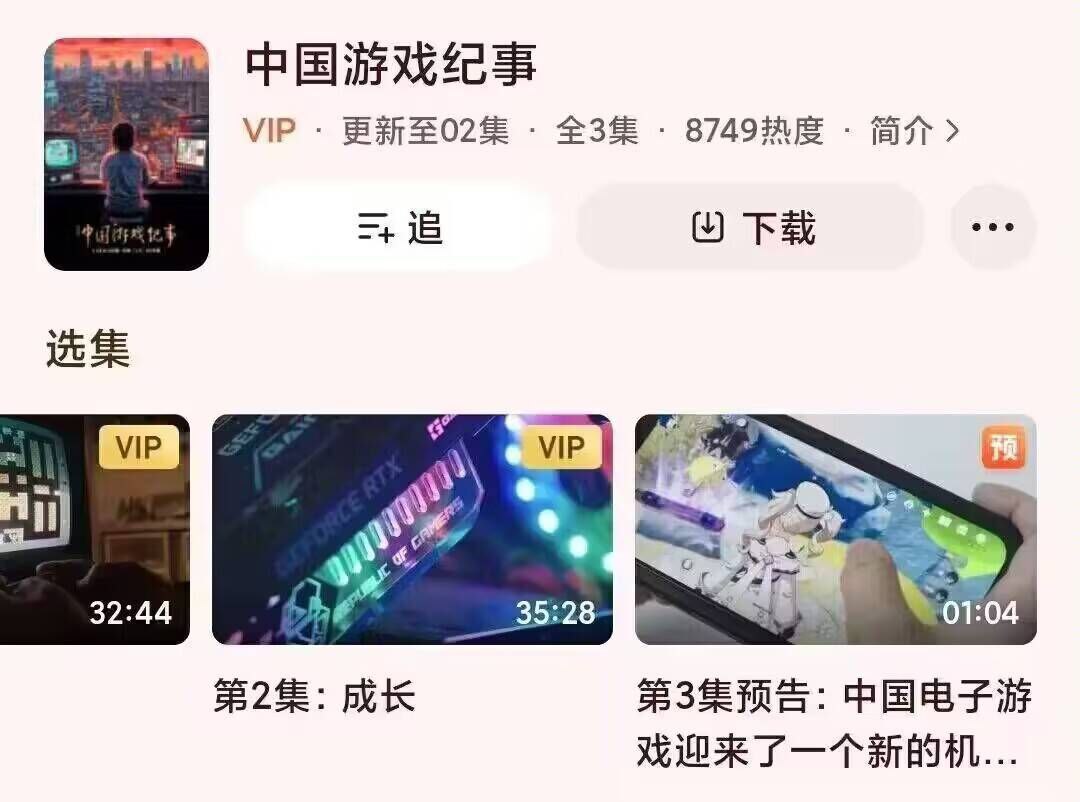 中国游戏纪事
VIP · 更新至02集 · 全3集 · 8749热度 · 简介 >
中国游戏纪事
追
下载
选集
VIP
32:44
GEFORCE RTX
REPUBLIC OF GAMERS
VIP
35:28
预
01:04
第2集：成长
第3集预告：中国电子游
戏迎来了一个新的机...